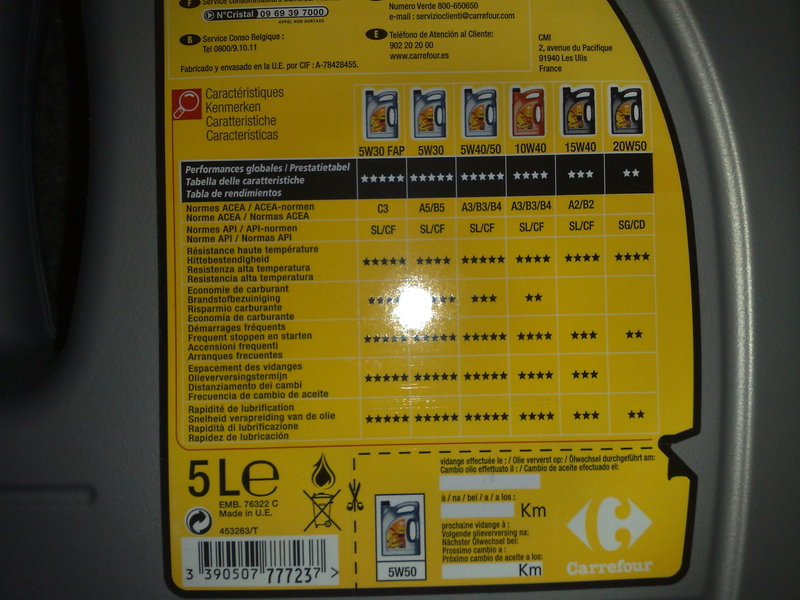 F Service consommateurs
N°Cristal 09 69 39 7000
APPEL NON SURTAXE
Numero Verde 800-650650
e-mail : servizioclienti@carrefour.com
B Service Conso Belgique :
Tel 0800/9.10.11
E Teléfono de Atención al Cliente:
902 20 20 00
www.carrefour.es
CMI
2, avenue du Pacifique
91940 Les Ulis
France
Fabricado y envasado en la U.E. por CIF : A-78428455.
Caractéristiques
Kenmerken
Caratteristiche
Caracteristicas
5W30 FAP 5W30 5W40/50 10W40 15W40 20W50
Performances globales / Prestatietabel
Tabella delle caratteristiche
Tabla de rendimientos
★★★★★ ★★★★★ ★★★★★ ★★★★ ★★★ ★★
Normes ACEA / ACEA-normen
Norme ACEA / Normas ACEA
C3 A5/B5 A3/B3/B4 A3/B3/B4 A2/B2
Normes API / API-normen
Norme API / Normas API
SL/CF SL/CF SL/CF SL/CF SL/CF SG/CD
Résistance haute température
Hittebestendigheid
Resistenza alta temperatura
Resistencia alta temperatura
★★★★★ ★★★★ ★★★★★ ★★★★ ★★★★ ★★★★
Economie de carburant
Brandstofbezuiniging
Risparmio carburante
Economía de carburante
★★★ ★★
Démarrages fréquents
Frequent stoppen en starten
Accensioni frequenti
Arranques frecuentes
★★★★★ ★★★★★ ★★★★★ ★★★★ ★★★ ★★
Espacement des vidanges
Olieverversingstermijn
Distanziamento dei cambi
Frecuencia de cambio de aceite
★★★★★ ★★★★★ ★★★★★ ★★★★ ★★★
Rapidité de lubrification
Snelheid verspreiding van de olie
Rapidità di lubrificazione
Rapidez de lubricación
★★★★★ ★★★★★ ★★★★★ ★★★★ ★★★ ★★
5L e
EMB. 76322 C
Made in U.E.
453283/T
3 390507 777237 >
5W50
vidange effectuée le : / Olie ververst op: / Ölwechsel durchgeführt am:
Cambio olio effettuato il : / Cambio de aceite efectuado el:
à / na / bei / a / a los :
Km
prochaine vidange à :
Volgende olieverversing na:
Nächster Ölwechsel bei:
Prossimo cambio a :
Próximo cambio de aceite a los:
Km
Carrefour